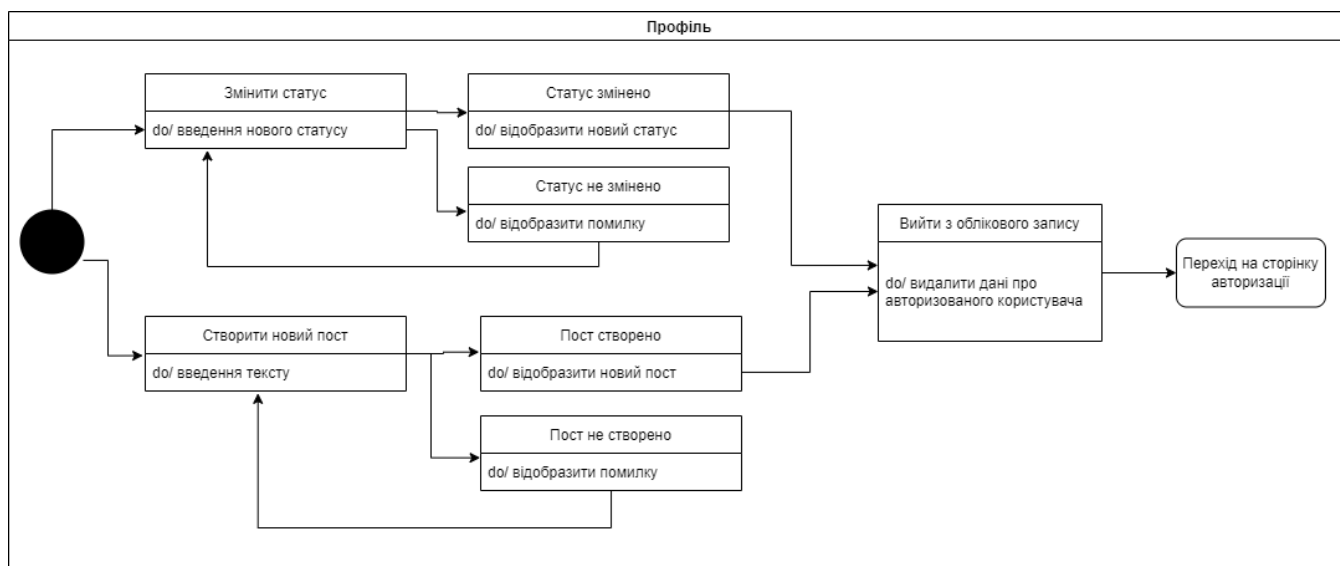 Профіль
Змінити статус
do/ введення нового статусу
Статус змінено
do/ відобразити новий статус
Статус не змінено
do/ відобразити помилку
Створити новий пост
do/ введення тексту
Пост створено
do/ відобразити новий пост
Пост не створено
do/ відобразити помилку
Вийти з облікового запису
do/ видалити дані про
авторизованого користувача
Перехід на сторінку
авторизації